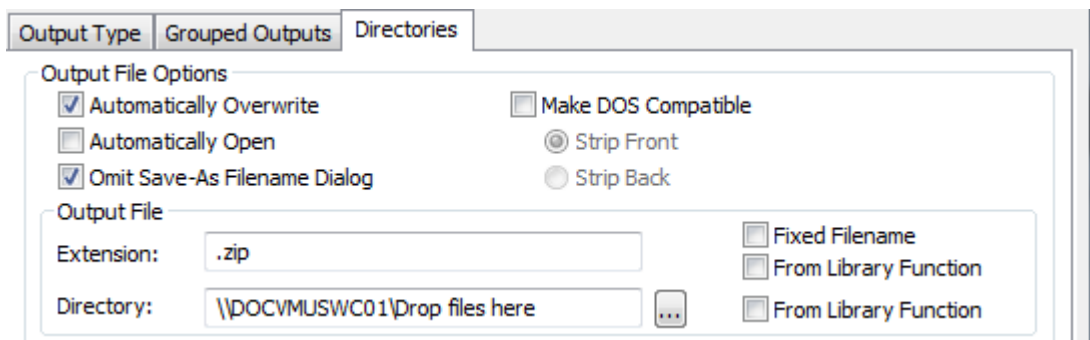 Output Type Grouped Outputs Directories
Output File Options
Automatically Overwrite Make DOS Compatible
Automatically Open Strip Front
Omit Save-As Filename Dialog Strip Back
Output File
Fixed Filename
Extension: .zip From Library Function
Directory: \\DOCVMUSWC01\Drop files here ... From Library Function